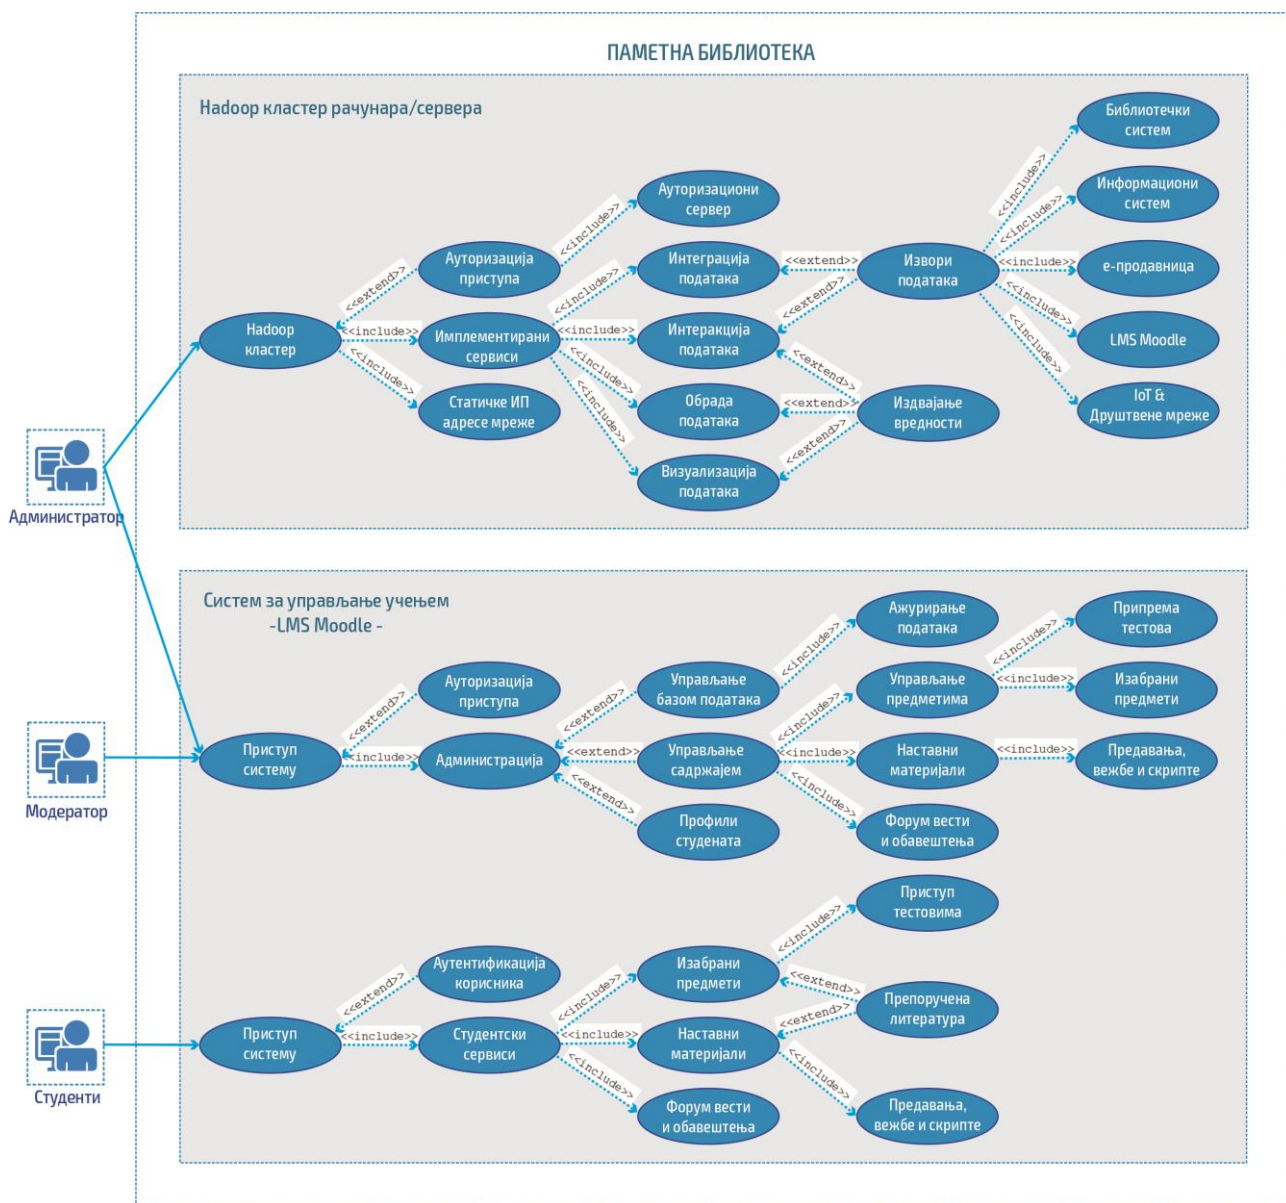 ПАМЕТНА БИБЛИОТЕКА
Hadoop кластер рачунара/сервера
Библиотечки
систем
<<include>>
Ауторизациони
сервер
Информациони
систем
<<include>>
<<include>>
Ауторизација
приступа
Интеграција
података
<<extend>>
Извори
података
<<include>>
е-продавница
<<extend>>
<<include>>
<<extend>>
<<include>>
Hadoop
кластер
<<include>>
Имплементирани
сервиси
<<include>>
Интеракција
података
LMS Moodle
<<include>>
<<include>>
<<include>>
<<extend>>
Статичке ИП
адресе мреже
<<include>>
Обрада
података
<<extend>>
Издвајање
вредности
IoT &
Друштвене мреже
<<extend>>
Визуализација
података
Администратор
Систем за управљање учењем
-LMS Moodle -
Ажурирање
података
Припрема
тестова
<<include>>
<<include>>
Ауторизација
приступа
Управљање
базом података
Управљање
предметима
<<include>>
Изабрани
предмети
<<extend>>
<<extend>>
<<include>>
Приступ
систему
<<include>>
Администрација
<<extend>>
Управљање
садржајем
<<include>>
Наставни
материјали
<<include>>
Предавања,
вежбе и скрипте
<<extend>>
<<include>>
Модератор
Профили
студената
Форум вести
и обавештења
Приступ
тестовима
<<include>>
Аутентификација
корисника
Изабрани
предмети
<<extend>>
Препоручена
литература
<<extend>>
<<include>>
<<extend>>
Приступ
систему
<<include>>
Студентски
сервиси
<<include>>
Наставни
материјали
<<include>>
<<include>>
Студенти
Форум вести
и обавештења
Предавања,
вежбе и скрипте